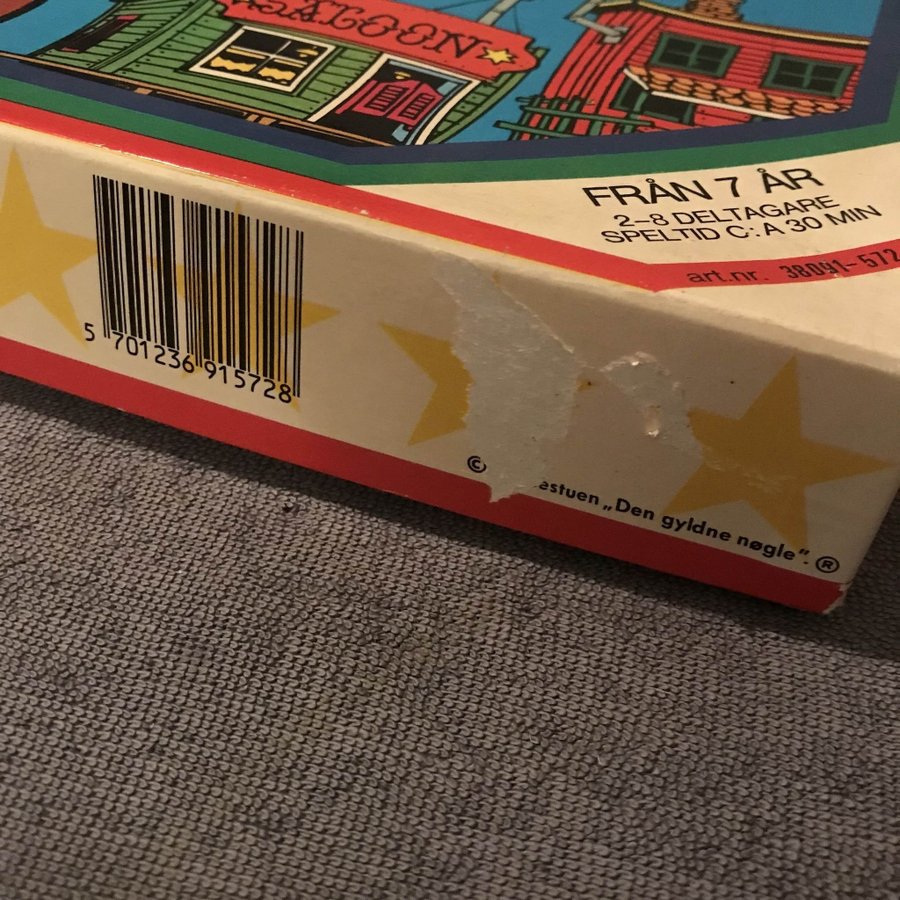 SALOON
FRÅN 7 ÅR
2–8 DELTAGARE
SPELTID C:A 30 MIN
art.nr. 38091-572
5 701236 915728
© estuen „Den gyldne nøgle”. ®